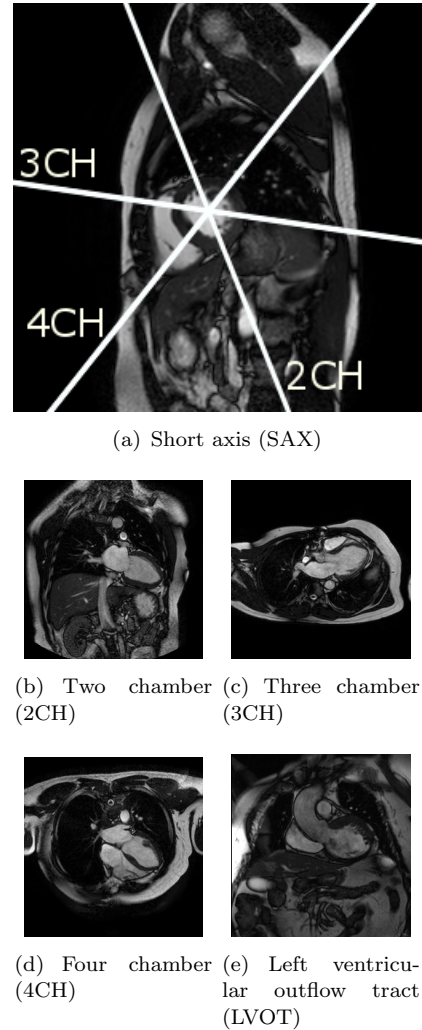 3CH
4CH
2CH
(a) Short axis (SAX)
(b) Two chamber
(2CH)
(c) Three chamber
(3CH)
(d) Four chamber
(4CH)
(e) Left ventricu-
lar outflow tract
(LVOT)